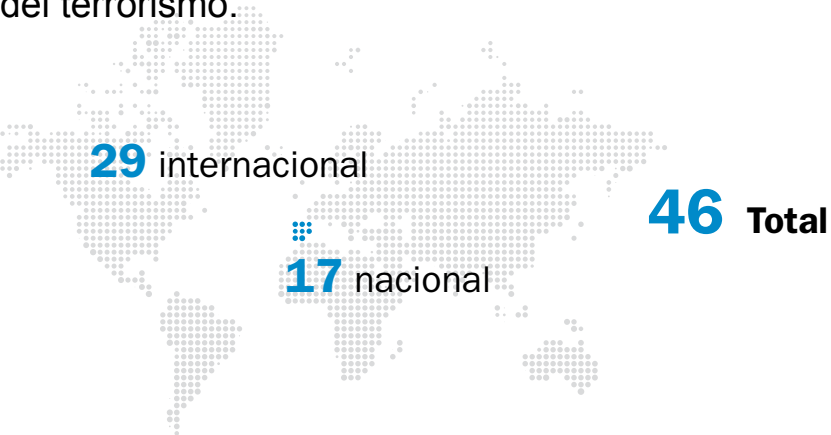 del terrorismo.
29 internacional
46 Total
17 nacional